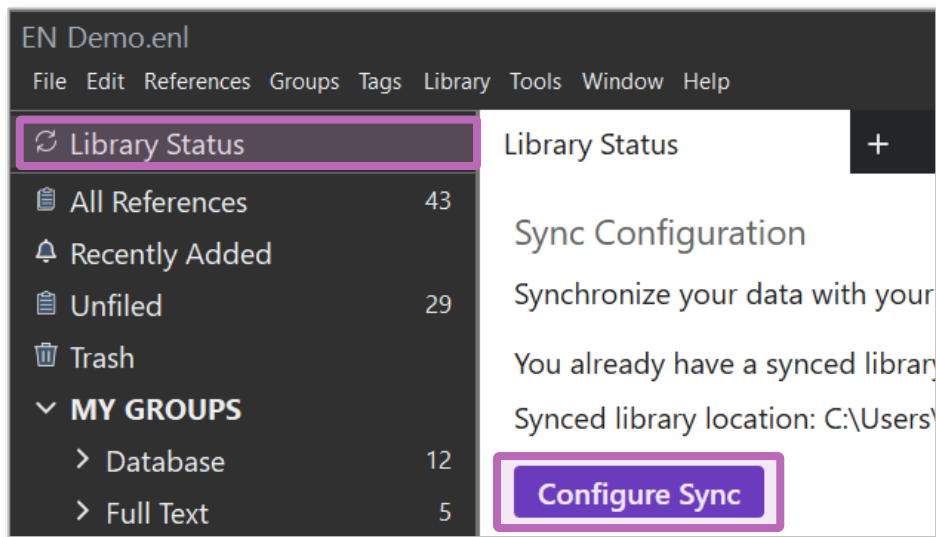 EN Demo.enl
File Edit References Groups Tags Library Tools Window Help
Library Status
All References 43
Recently Added
Unfiled 29
Trash
MY GROUPS
Database 12
Full Text 5
Library Status +
Sync Configuration
Synchronize your data with your
You already have a synced library
Synced library location: C:\Users\
Configure Sync